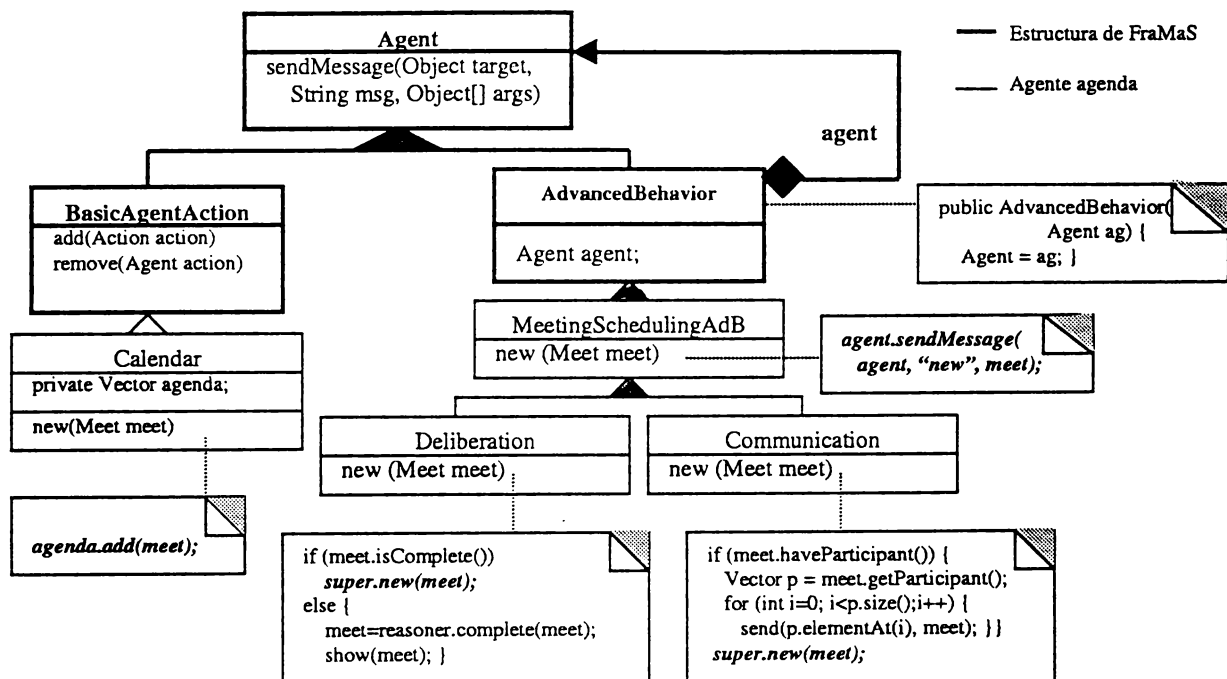 Agent
sendMessage(Object target,
String msg, Object[] args)
Estructura de FraMaS
Agente agenda
agent
BasicAgentAction
add(Action action)
remove(Agent action)
AdvancedBehavior
Agent agent;
public AdvancedBehavior(
Agent ag) {
Agent = ag; }
Calendar
private Vector agenda;
new(Meet meet)
MeetingSchedulingAdB
new (Meet meet)
agent.sendMessage(
agent, “new”, meet);
Deliberation
new (Meet meet)
Communication
new (Meet meet)
agenda.add(meet);
if (meet.isComplete())
super.new(meet);
else {
meet=reasoner.complete(meet);
show(meet); }
if (meet.haveParticipant()) {
Vector p = meet.getParticipant();
for (int i=0; i<p.size();i++) {
send(p.elementAt(i), meet); }}
super.new(meet);